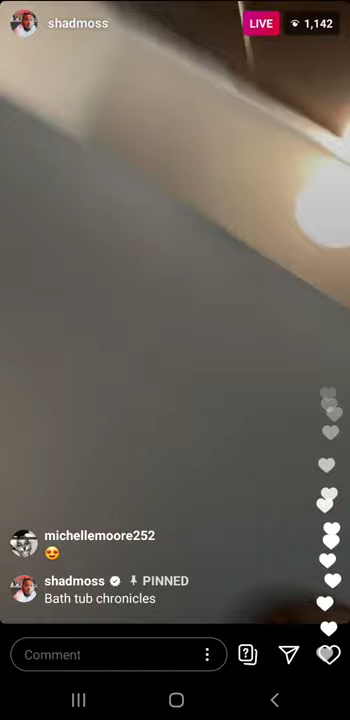 shadmoss
LIVE
1,142
michellemoore252
😍
shadmoss PINNED
Bath tub chronicles
Comment